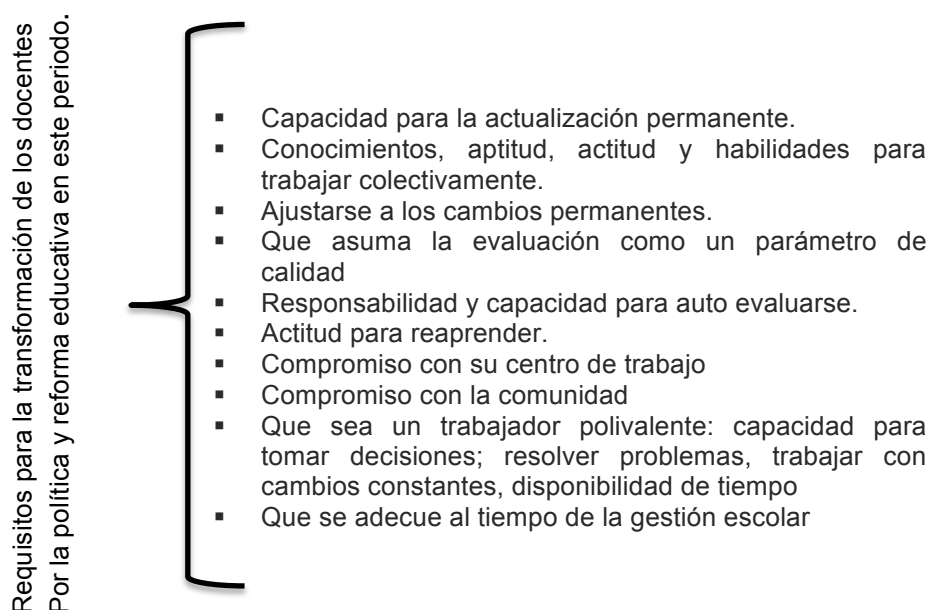 Requisitos para la transformación de los docentes
Por la política y reforma educativa en este periodo.
▪ Capacidad para la actualización permanente.
▪ Conocimientos, aptitud, actitud y habilidades para
trabajar colectivamente.
▪ Ajustarse a los cambios permanentes.
▪ Que asuma la evaluación como un parámetro de
calidad
▪ Responsabilidad y capacidad para auto evaluarse.
▪ Actitud para reaprender.
▪ Compromiso con su centro de trabajo
▪ Compromiso con la comunidad
▪ Que sea un trabajador polivalente: capacidad para
tomar decisiones; resolver problemas, trabajar con
cambios constantes, disponibilidad de tiempo
▪ Que se adecue al tiempo de la gestión escolar